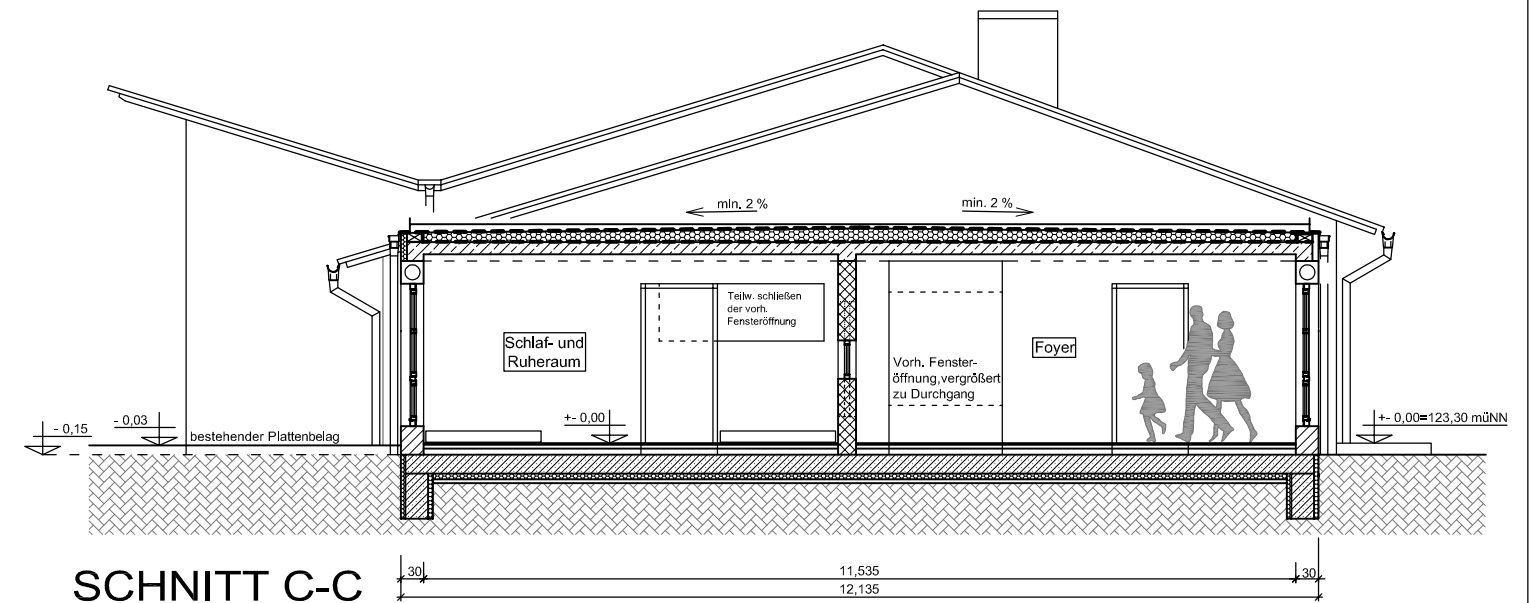 mln. 2 %
min. 2 %
Teilw. schließen
der vorh.
Fensteröffnung
Schlaf- und
Ruheraum
Foyer
Vorh. Fenster-
öffnung,vergrößert
zu Durchgang
- 0,15
- 0,03
bestehender Plattenbelag
+- 0,00
+- 0,00=123,30 müNN
SCHNITT C-C
30
11,535
30
12,135